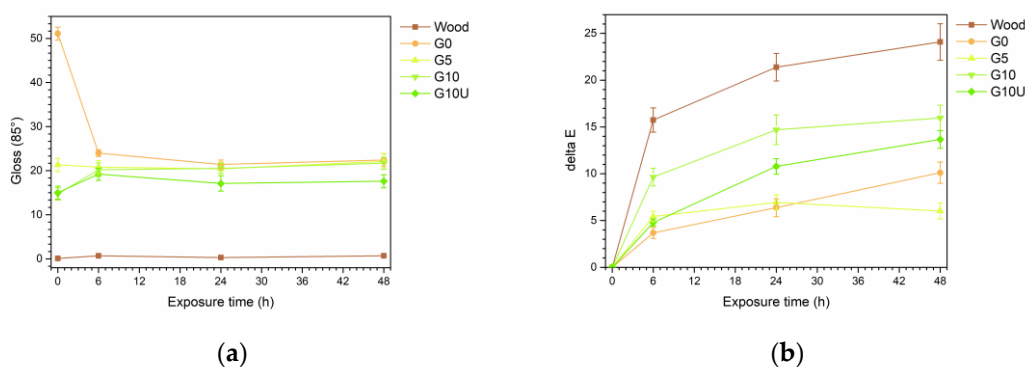 Gloss (85°)
50
40
30
20
10
0
0 6 12 18 24 30 36 42 48
Exposure time (h)
Wood
G0
G5
G10
G10U
(a)
delta E
25
20
15
10
5
0
0 6 12 18 24 30 36 42 48
Exposure time (h)
Wood
G0
G5
G10
G10U
(b)